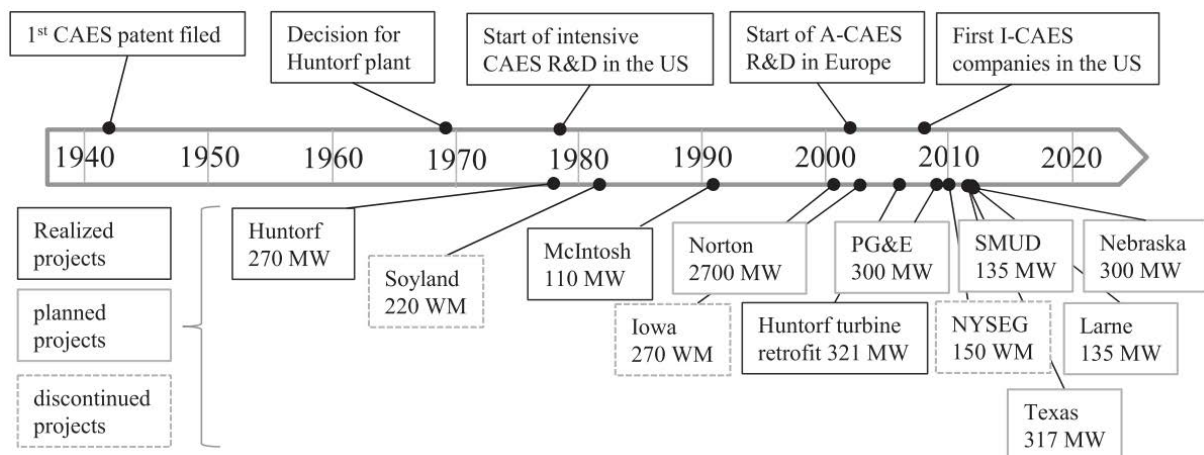 1st CAES patent filed
Decision for
Huntorf plant
Start of intensive
CAES R&D in the US
Start of A-CAES
R&D in Europe
First I-CAES
companies in the US
1940 1950 1960 1970 1980 1990 2000 2010 2020
Realized
projects
planned
projects
discontinued
projects
Huntorf
270 MW
Soyland
220 WM
McIntosh
110 MW
Norton
2700 MW
Iowa
270 WM
PG&E
300 MW
Huntorf turbine
retrofit 321 MW
SMUD
135 MW
NYSEG
150 WM
Nebraska
300 MW
Larne
135 MW
Texas
317 MW